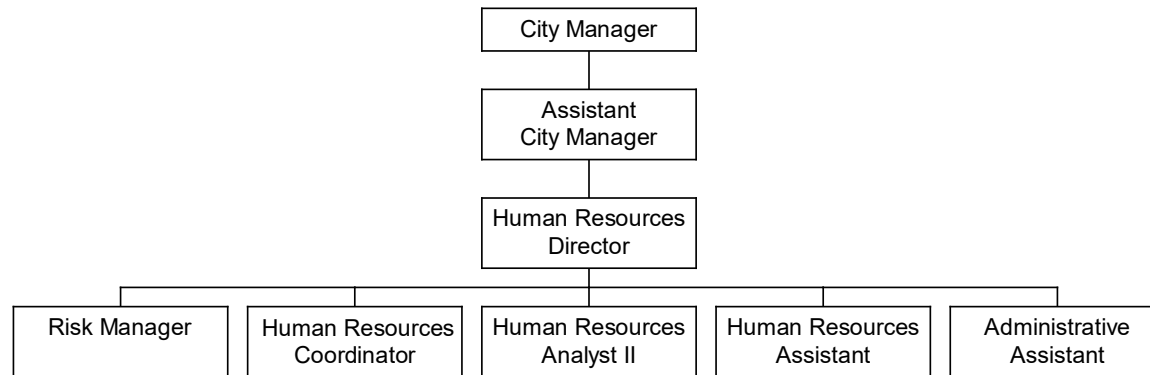 City Manager
Assistant
City Manager
Human Resources
Director
Risk Manager
Human Resources
Coordinator
Human Resources
Analyst II
Human Resources
Assistant
Administrative
Assistant